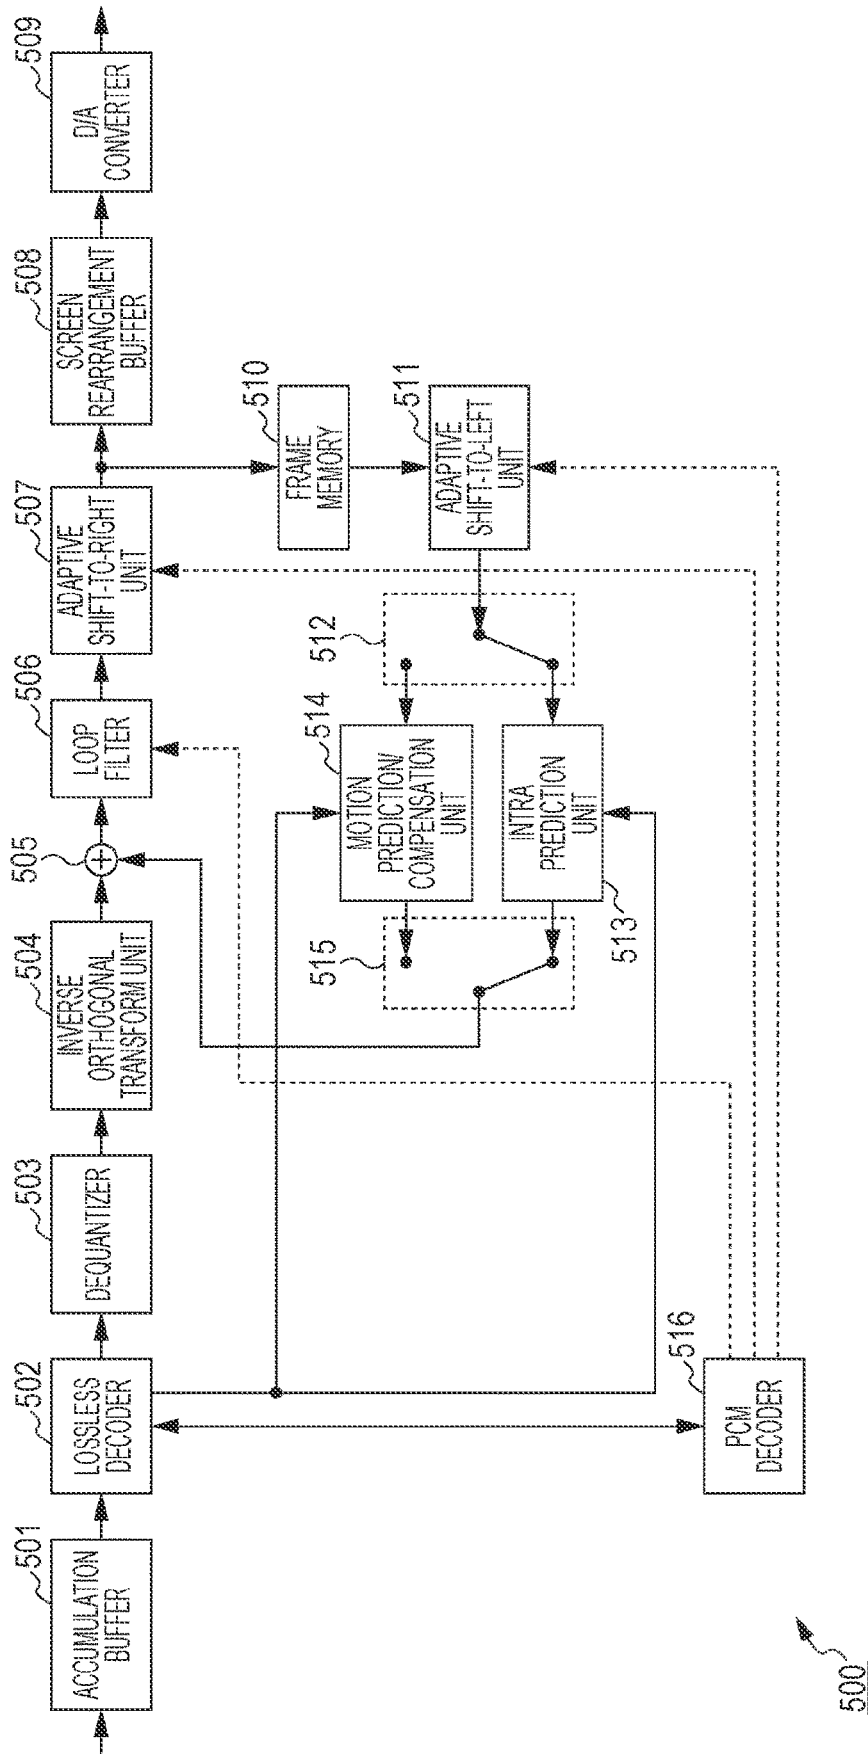 501
ACCUMULATION
BUFFER
502
LOSSLESS
DECODER
503
DEQUANTIZER
504
INVERSE
ORTHOGONAL
TRANSFORM UNIT
505
+
506
LOOP
FILTER
507
ADAPTIVE
SHIFT-TO-RIGHT
UNIT
508
SCREEN
REARRANGEMENT
BUFFER
509
D/A
CONVERTER
510
FRAME
MEMORY
511
ADAPTIVE
SHIFT-TO-LEFT
UNIT
512
514
MOTION
PREDICTION/
COMPENSATION
UNIT
515
INTRA
PREDICTION
UNIT
513
516
PCM
DECODER
500